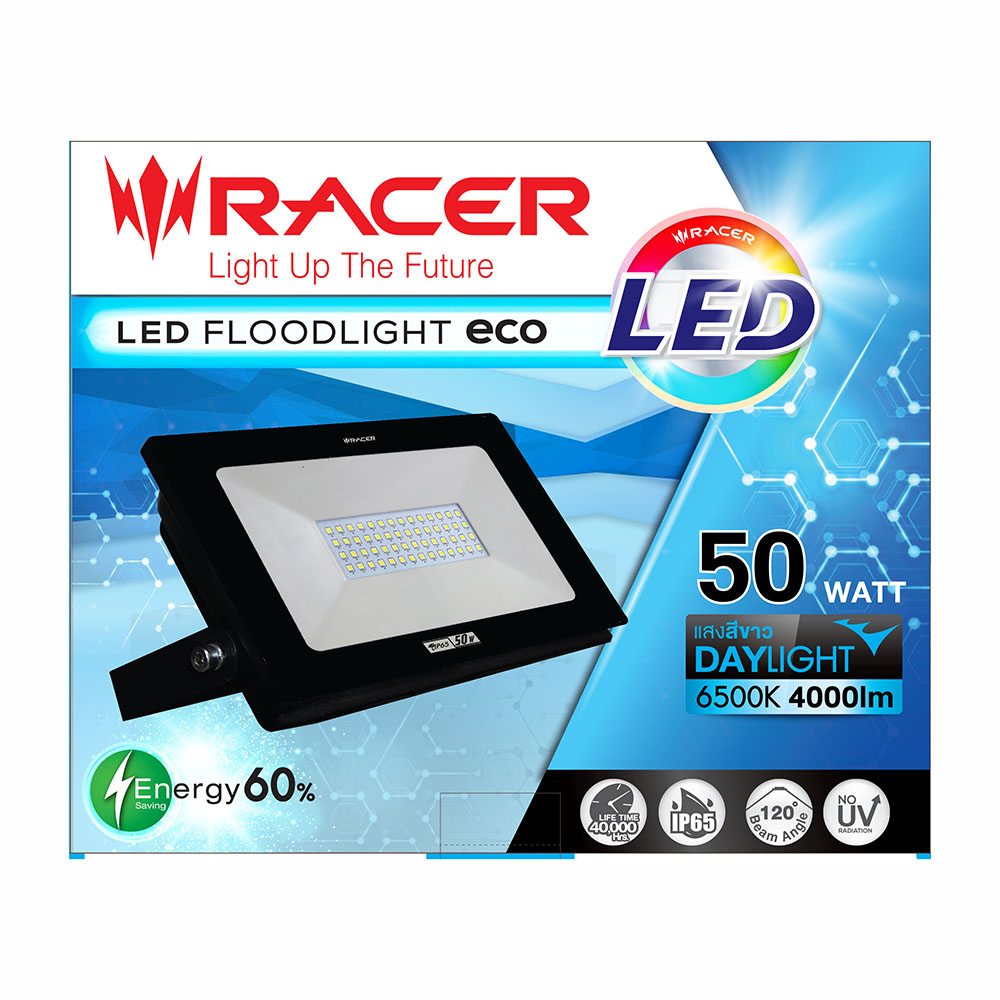 RACER
Light Up The Future
LED FLOODLIGHT eco
RACER
LED
RACER
IP65 50W
50 WATT
แสงสีขาว
DAYLIGHT
6500K 4000lm
Energy 60%
Saving
LIFE TIME
40,000
Hrs.
IP65
120°
Beam Angle
NO
UV
RADIATION